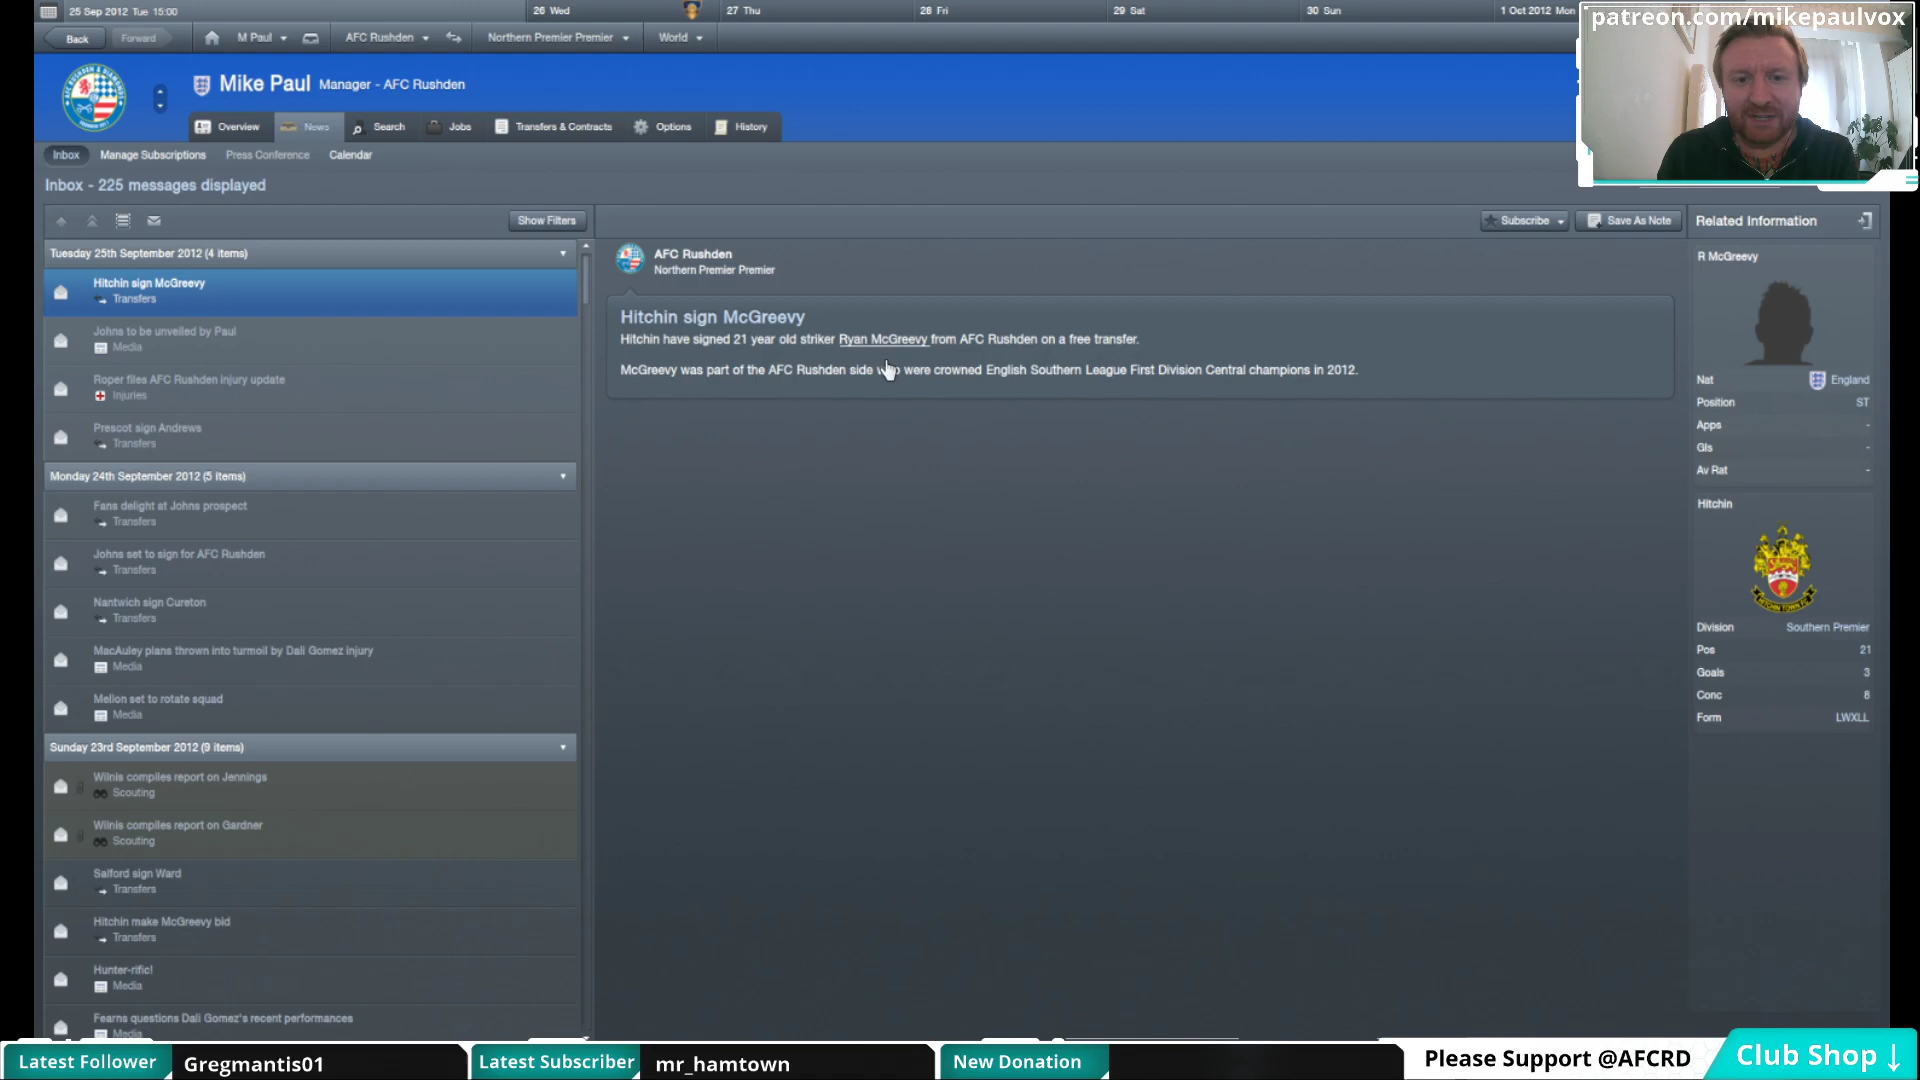 25 Sep 2012 Tue 15:00 26 Wed 27 Thu 28 Fri 29 Sat 30 Sun 1 Oct 2012 Mon
patreon.com/mikepaulvox
Back Forward M Paul AFC Rushden Northern Premier Premier World
Mike Paul Manager - AFC Rushden
Overview News Search Jobs Transfers & Contracts Options History
Inbox Manage Subscriptions Press Conference Calendar
Inbox - 225 messages displayed
Show Filters
Subscribe Save As Note Related Information
Tuesday 25th September 2012 (4 items)
Hitchin sign McGreevy
Transfers
Johns to be unveiled by Paul
Media
Roper files AFC Rushden injury update
Injuries
Prescot sign Andrews
Transfers
Monday 24th September 2012 (5 items)
Fans delight at Johns prospect
Transfers
Johns set to sign for AFC Rushden
Transfers
Nantwich sign Cureton
Transfers
MacAuley plans thrown into turmoil by Dali Gomez injury
Media
Mellon set to rotate squad
Media
Sunday 23rd September 2012 (9 items)
Wilnis compiles report on Jennings
Scouting
Wilnis compiles report on Gardner
Scouting
Salford sign Ward
Transfers
Hitchin make McGreevy bid
Transfers
Hunter-rific!
Media
Fearns questions Dali Gomez's recent performances
Media
AFC Rushden
Northern Premier Premier
Hitchin sign McGreevy
Hitchin have signed 21 year old striker Ryan McGreevy from AFC Rushden on a free transfer.
McGreevy was part of the AFC Rushden side who were crowned English Southern League First Division Central champions in 2012.
R McGreevy
Nat England
Position ST
Apps -
Gls -
Av Rat -
Hitchin
HITCHIN TOWN FC
Division Southern Premier
Pos 21
Goals 3
Conc 8
Form LWXLL
Latest Follower Gregmantis01 Latest Subscriber mr_hamtown New Donation Please Support @AFCRD Club Shop ↓